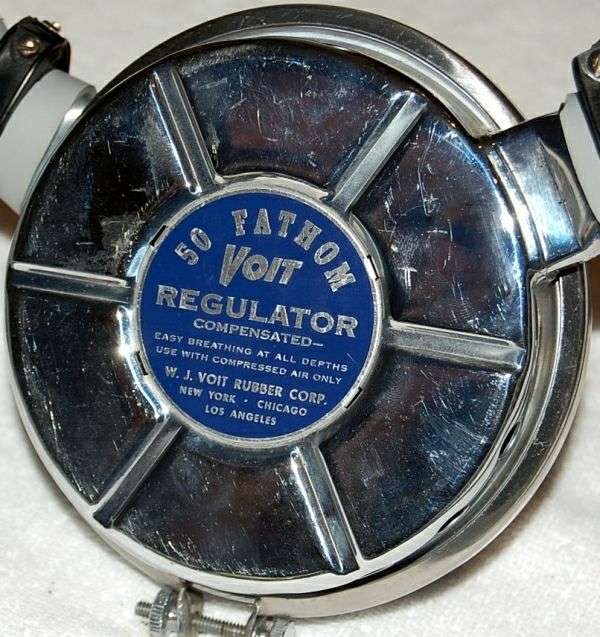 50 FATHOM
VOIT
REGULATOR
COMPENSATED—
EASY BREATHING AT ALL DEPTHS
USE WITH COMPRESSED AIR ONLY
W. J. VOIT RUBBER CORP.
NEW YORK · CHICAGO
LOS ANGELES